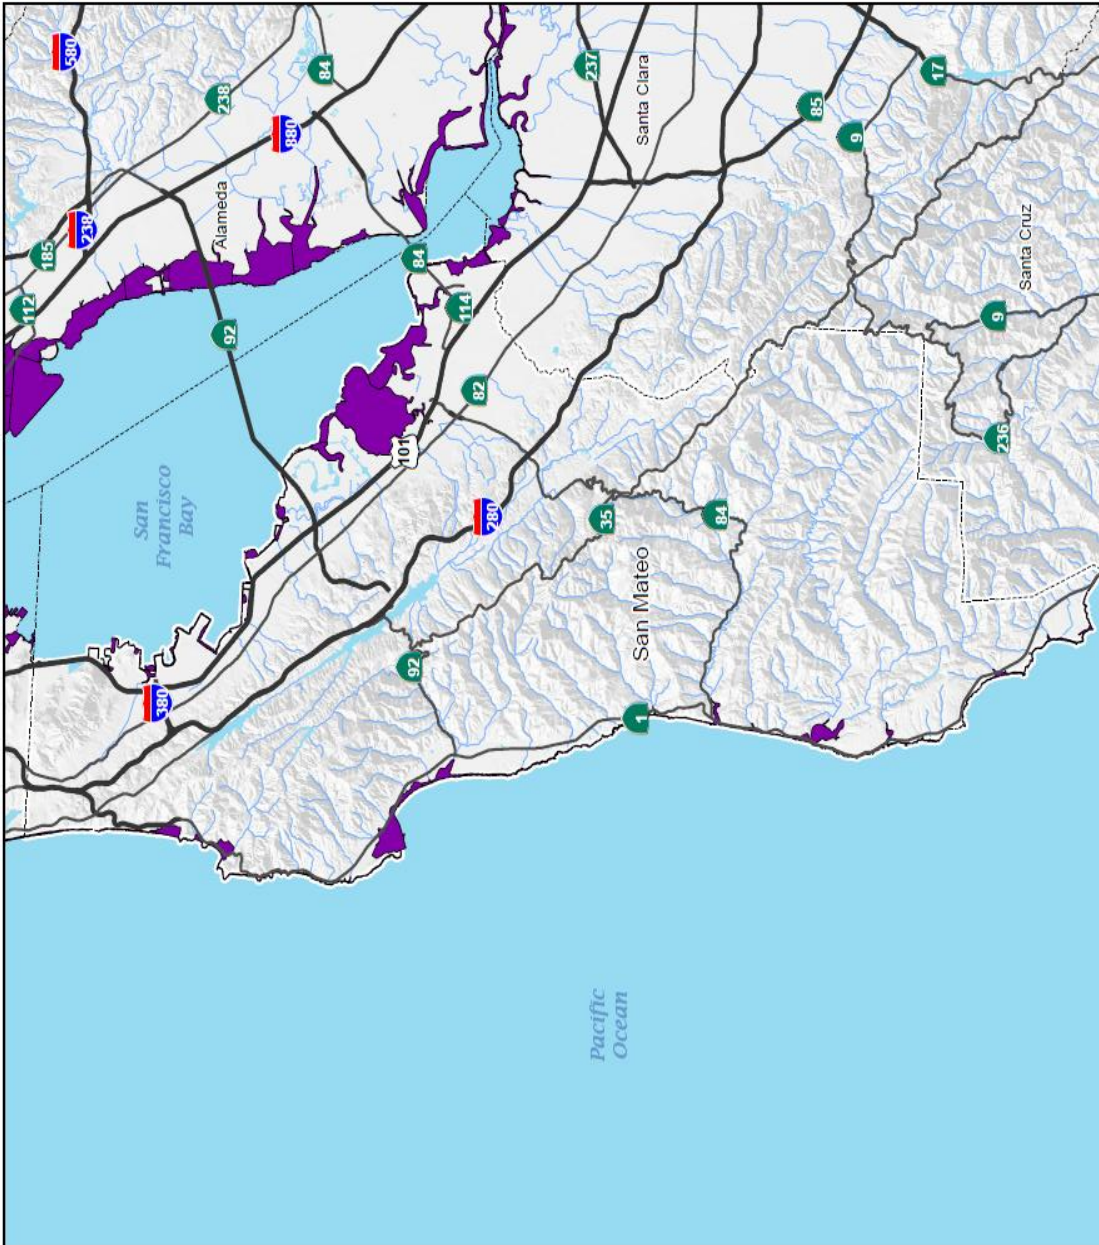 580
238
84
237
Santa Clara
17
880
85
9
185
238
Alameda
112
92
84
114
Santa Cruz
9
82
236
101
San
Francisco
Bay
280
35
84
San Mateo
92
380
1
Pacific
Ocean